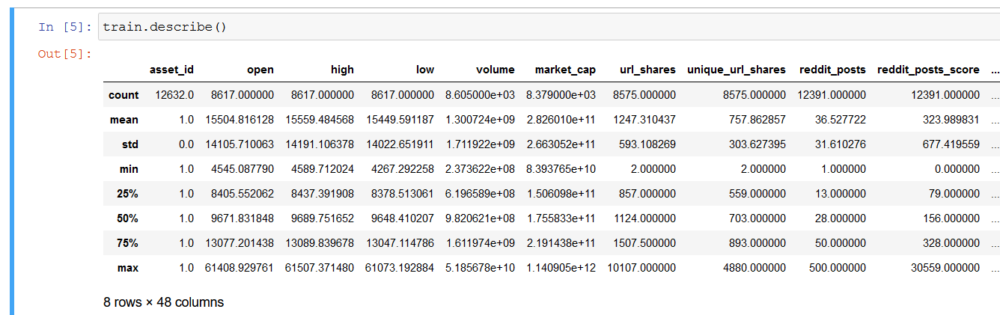 In [5]: train.describe()
Out[5]:
asset_id open high low volume market_cap url_shares unique_url_shares reddit_posts reddit_posts_score ...
count 12632.0 8617.000000 8617.000000 8617.000000 8.605000e+03 8.379000e+03 8575.000000 8575.000000 12391.000000 12391.000000 ...
mean 1.0 15504.816128 15559.484568 15449.591187 1.300724e+09 2.826010e+11 1247.310437 757.862857 36.527722 323.989831 ...
std 0.0 14105.710063 14191.106378 14022.651911 1.711922e+09 2.663052e+11 593.108269 303.627395 31.610276 677.419559 ...
min 1.0 4545.087790 4589.712024 4267.292258 2.373622e+08 8.393765e+10 2.000000 2.000000 1.000000 0.000000 ...
25% 1.0 8405.552062 8437.391908 8378.513061 6.196589e+08 1.506098e+11 857.000000 559.000000 13.000000 79.000000 ...
50% 1.0 9671.831848 9689.751652 9648.410207 9.820621e+08 1.755833e+11 1124.000000 703.000000 28.000000 156.000000 ...
75% 1.0 13077.201438 13089.839678 13047.114786 1.611974e+09 2.191438e+11 1507.500000 893.000000 50.000000 328.000000 ...
max 1.0 61408.929761 61507.371480 61073.192884 5.185678e+10 1.140905e+12 10107.000000 4880.000000 500.000000 30559.000000 ...
8 rows × 48 columns